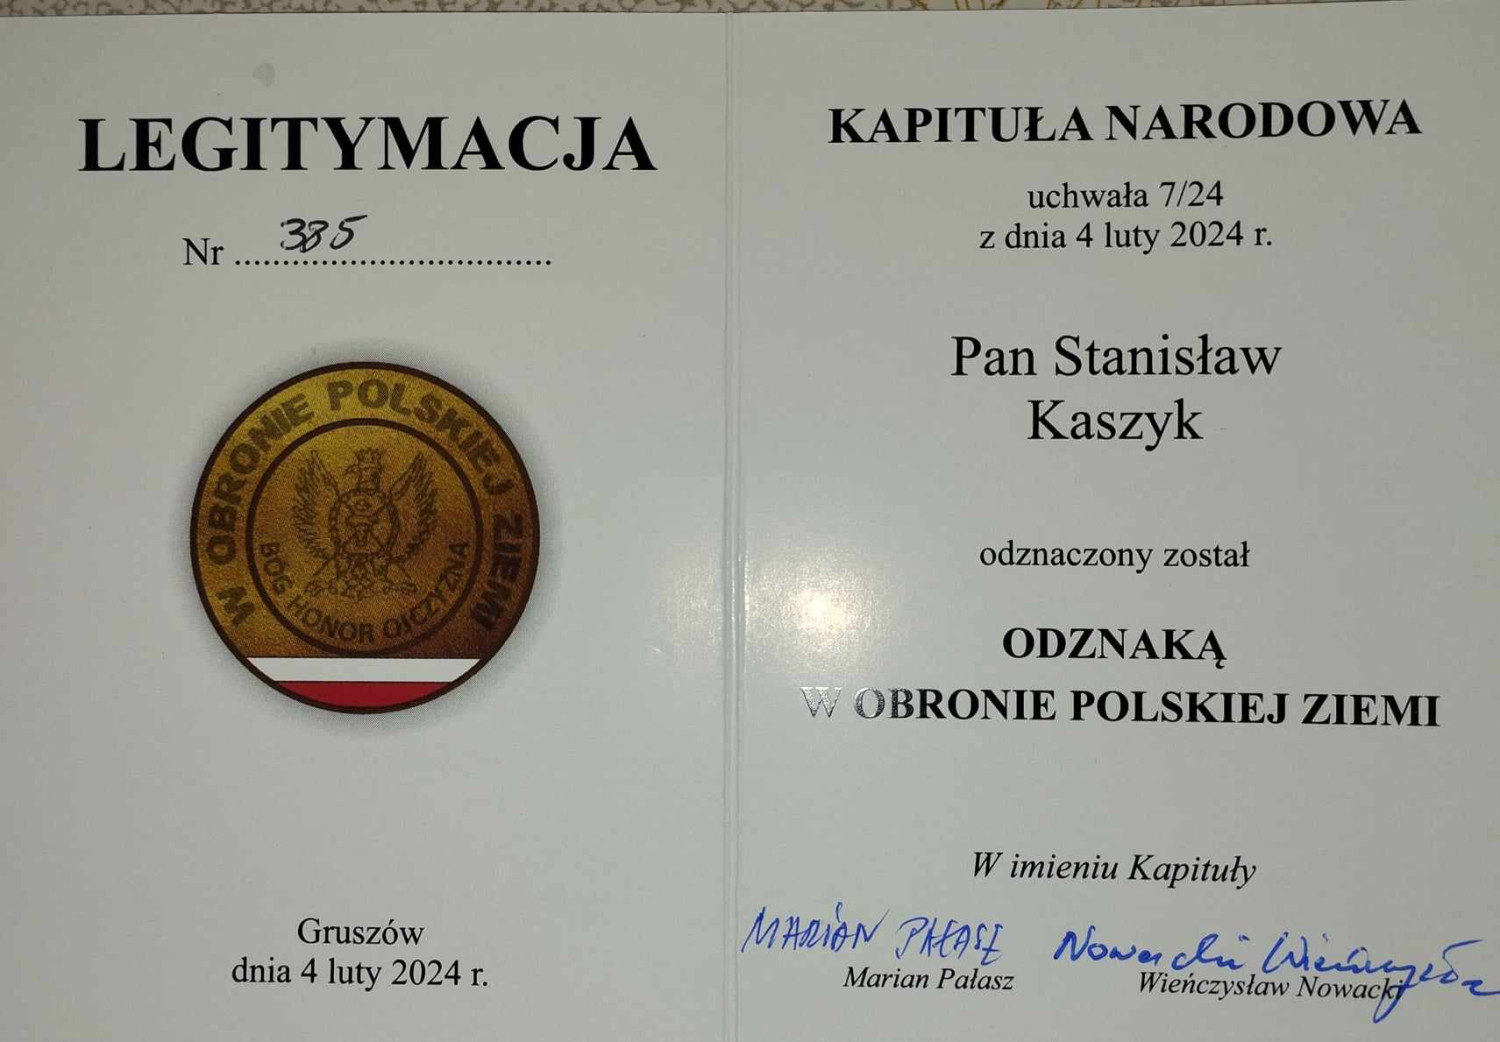 LEGITYMACJA
Nr 385
W OBRONIE POLSKIEJ ZIEMI
BÓG HONOR OJCZYZNA
Gruszów
dnia 4 luty 2024 r.
KAPITUŁA NARODOWA
uchwała 7/24
z dnia 4 luty 2024 r.
Pan Stanisław
Kaszyk
odznaczony został
ODZNAKĄ
W OBRONIE POLSKIEJ ZIEMI
W imieniu Kapituły
MARIAN PAŁASZ Nowacki Wieńczysław
Marian Pałasz Wieńczysław Nowacki